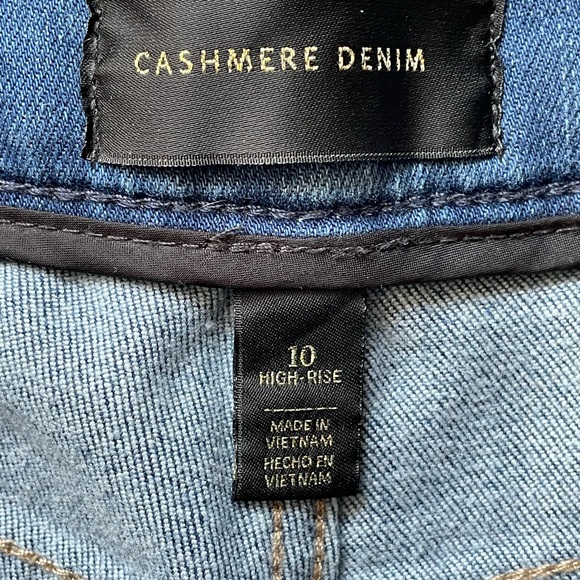 CASHMERE DENIM
10
HIGH-RISE
MADE IN
VIETNAM
HECHO EN
VIETNAM